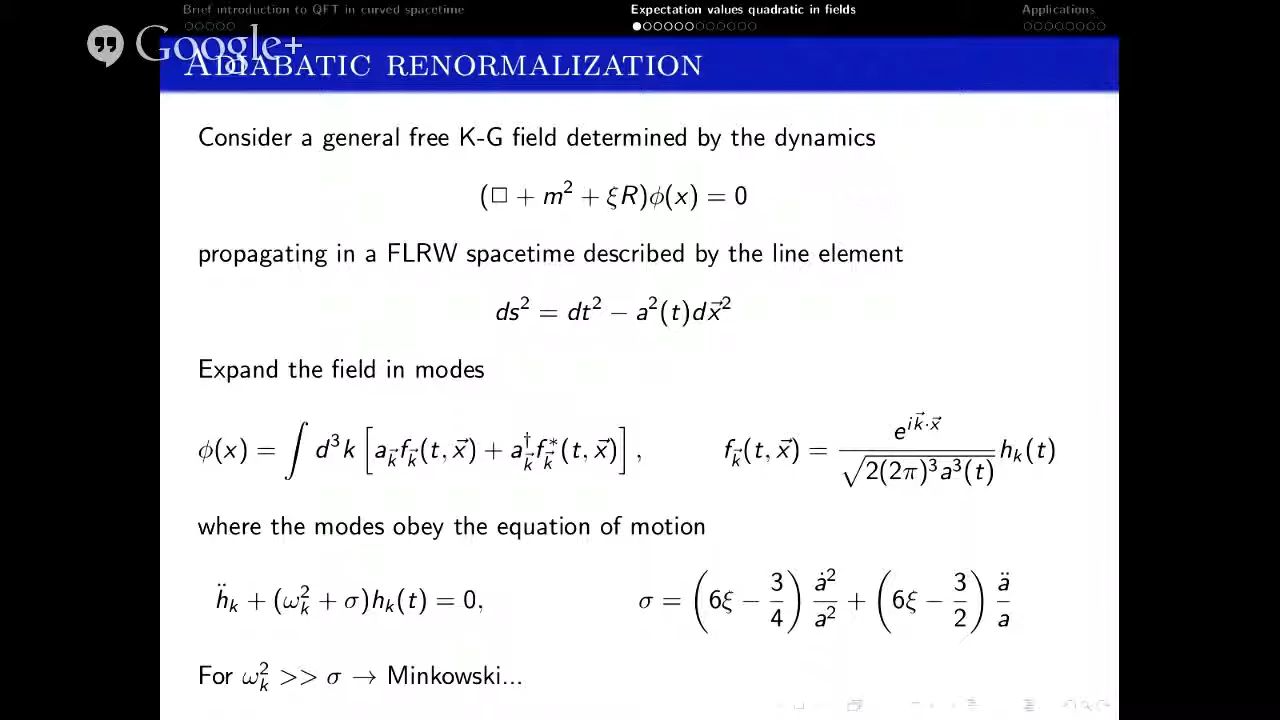 Brief introduction to QFT in curved spacetime Expectation values quadratic in fields Applications
Google+
Adiabatic renormalization
Consider a general free K-G field determined by the dynamics
(□ + m² + ξR)ϕ(x) = 0
propagating in a FLRW spacetime described by the line element
ds² = dt² − a²(t)dx⃗²
Expand the field in modes
ϕ(x) = ∫ d³k [a_k⃗ f_k⃗(t, x⃗) + a†_k⃗ f*_k⃗(t, x⃗)] , f_k⃗(t, x⃗) = e^{ik⃗·x⃗} / √(2(2π)³a³(t)) h_k(t)
where the modes obey the equation of motion
ḧ_k + (ω_k² + σ)h_k(t) = 0, σ = (6ξ − 3/4) ȧ²/a² + (6ξ − 3/2) ä/a
For ω_k² >> σ → Minkowski...